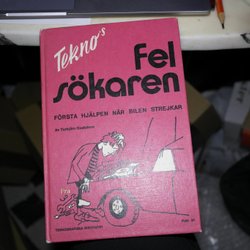 Tekno's
fel
sökaren
FÖRSTA HJÄLPEN NÄR BILEN STREJKAR